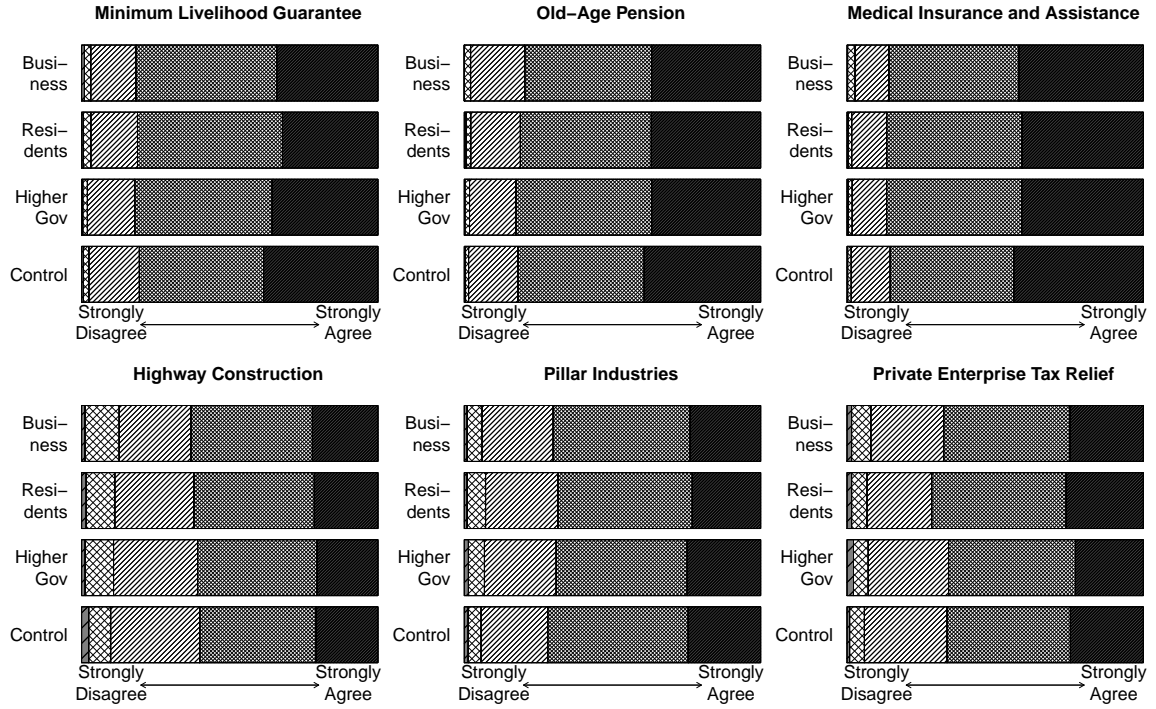 Minimum Livelihood Guarantee
Busi–
ness
Resi–
dents
Higher
Gov
Control
Strongly
Disagree
Strongly
Agree
Old–Age Pension
Busi–
ness
Resi–
dents
Higher
Gov
Control
Strongly
Disagree
Strongly
Agree
Medical Insurance and Assistance
Busi–
ness
Resi–
dents
Higher
Gov
Control
Strongly
Disagree
Strongly
Agree
Highway Construction
Busi–
ness
Resi–
dents
Higher
Gov
Control
Strongly
Disagree
Strongly
Agree
Pillar Industries
Busi–
ness
Resi–
dents
Higher
Gov
Control
Strongly
Disagree
Strongly
Agree
Private Enterprise Tax Relief
Busi–
ness
Resi–
dents
Higher
Gov
Control
Strongly
Disagree
Strongly
Agree